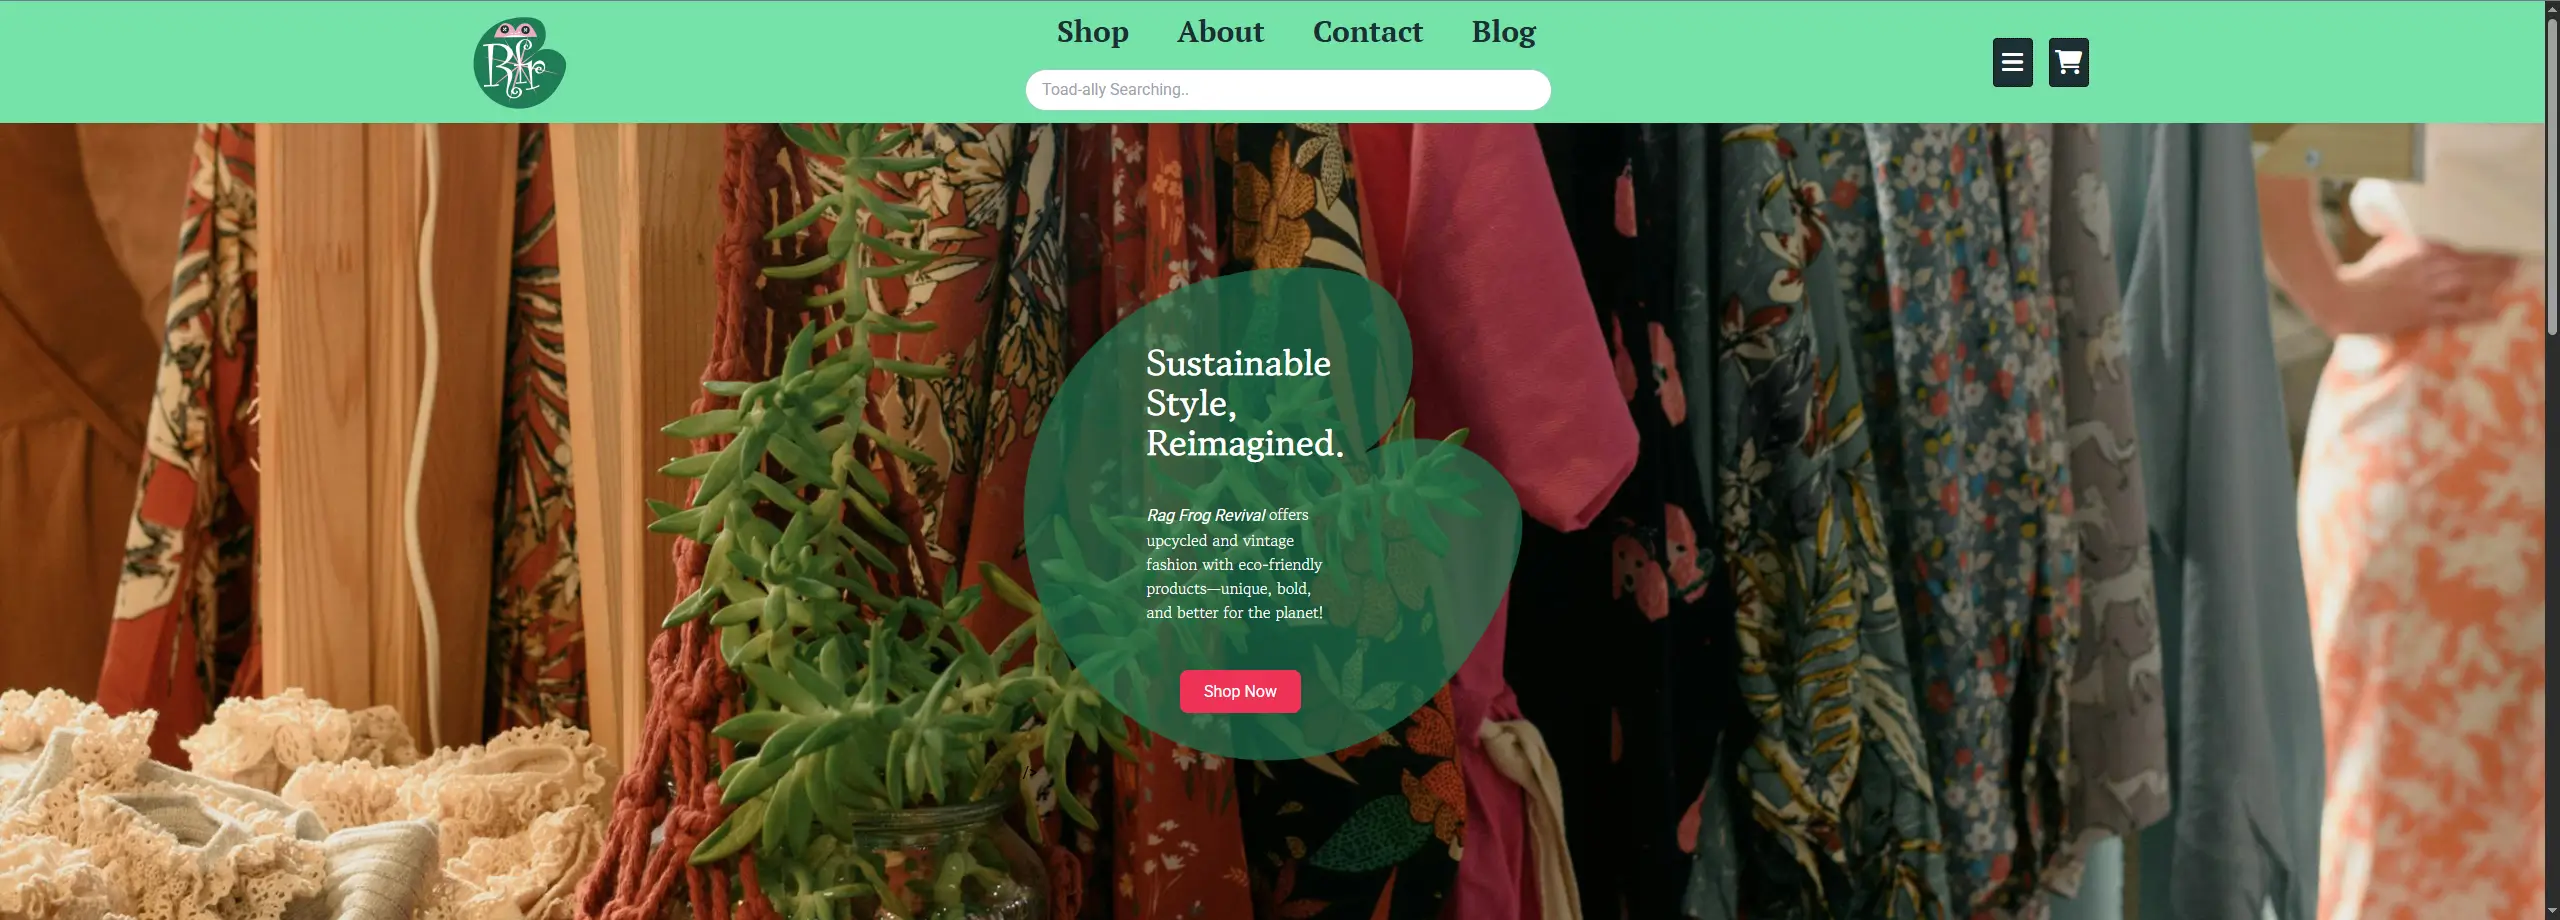 Rfr
Shop About Contact Blog
Toad-ally Searching..
Sustainable
Style,
Reimagined.
Rag Frog Revival offers
upcycled and vintage
fashion with eco-friendly
products—unique, bold,
and better for the planet!
Shop Now